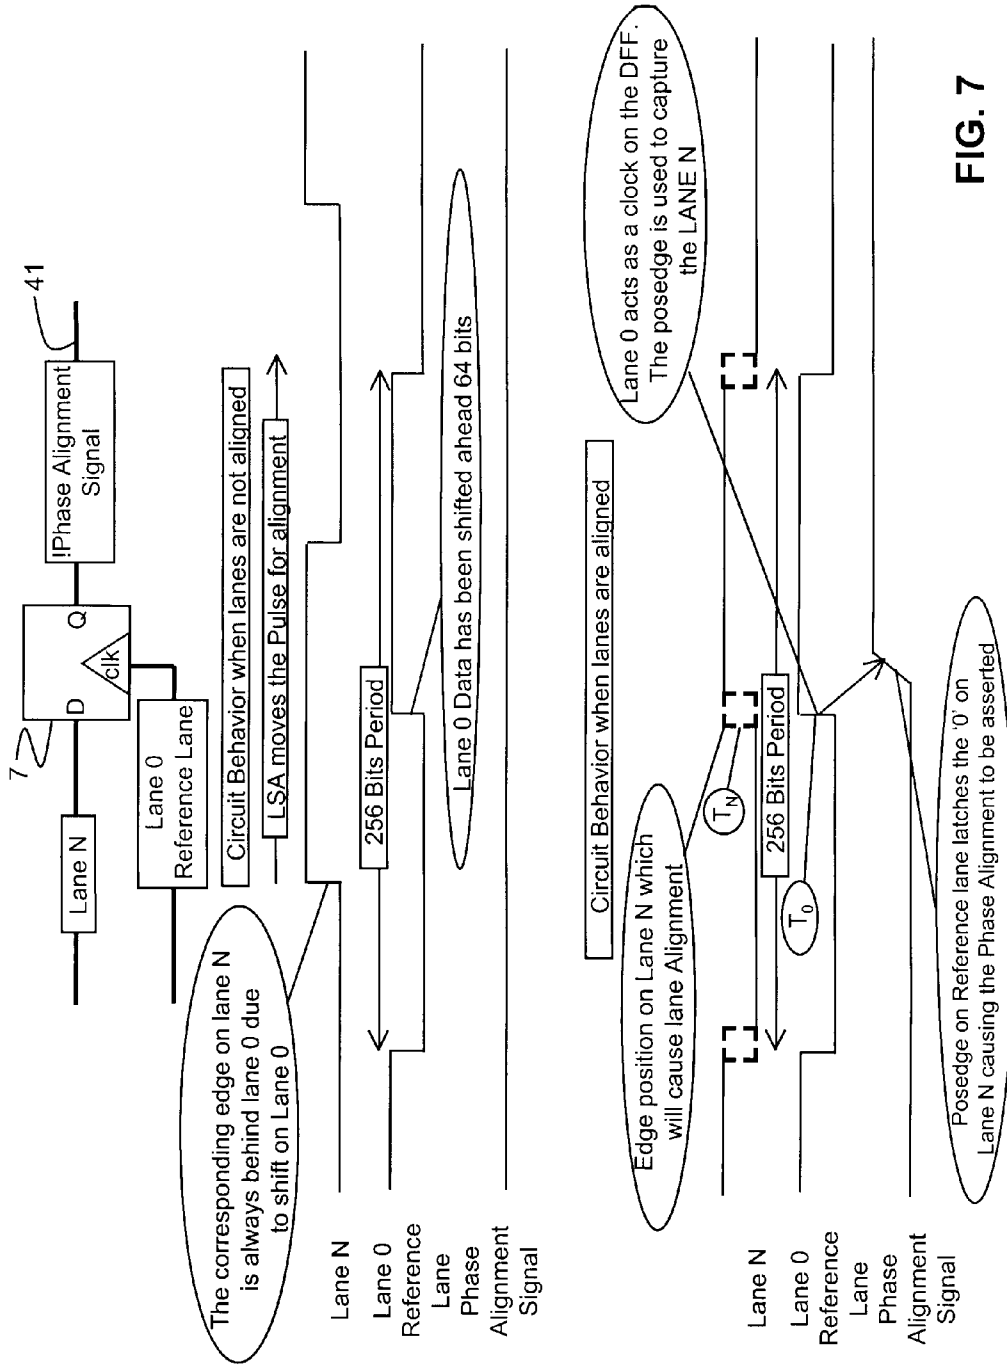 7
41
Lane N
D
Q
clk
!Phase Alignment
Signal
Lane 0
Reference Lane
Circuit Behavior when lanes are not aligned
LSA moves the Pulse for alignment
The corresponding edge on lane N
is always behind lane 0 due
to shift on Lane 0
256 Bits Period
Lane 0 Data has been shifted ahead 64 bits
Lane N
Lane 0
Reference
Lane
Phase
Alignment
Signal
Circuit Behavior when lanes are aligned
Edge position on Lane N which
will cause lane Alignment
Lane 0 acts as a clock on the DFF.
The posedge is used to capture
the LANE N
TN
256 Bits Period
T0
Lane N
Lane 0
Reference
Lane
Phase
Alignment
Signal
Posedge on Reference lane latches the '0' on
Lane N causing the Phase Alignment to be asserted
FIG. 7